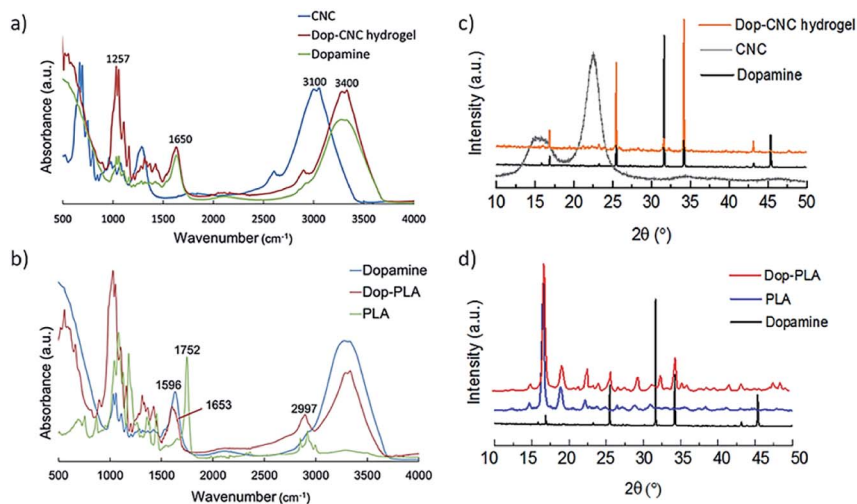 a)
CNC
Dop-CNC hydrogel
Dopamine
1257
1650
3100
3400
Absorbance (a.u.)
500 1000 1500 2000 2500 3000 3500 4000
Wavenumber (cm⁻¹)
c)
Dop-CNC hydrogel
CNC
Dopamine
Intensity (a.u.)
10 15 20 25 30 35 40 45 50
2θ (°)
b)
Dopamine
Dop-PLA
PLA
1752
1596
1653
2997
Absorbance (a.u.)
500 1000 1500 2000 2500 3000 3500 4000
Wavenumber (cm⁻¹)
d)
Dop-PLA
PLA
Dopamine
Intensity (a.u.)
10 15 20 25 30 35 40 45 50
2θ (°)